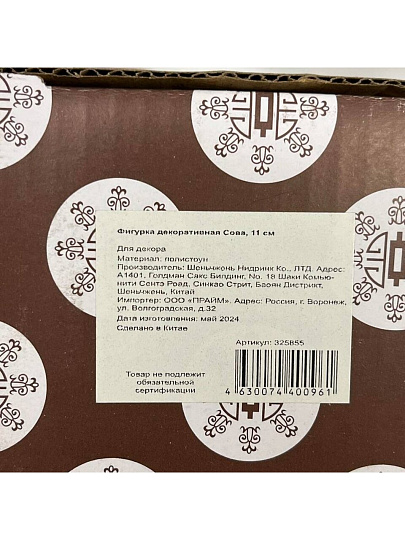 Фигурка декоративная Сова, 11 см
Для декора
Материал: полистоун
Производитель: Шеньчжэнь Нидринк Ко., ЛТД. Адрес:
А1401, Голдман Сакс Билдинг, No. 18 Шаки Комью-
нити Сентэ Роад, Синкао Стрит, Баоян Дистрикт,
Шеньчжень, Китай
Импортер: ООО «ПРАЙМ». Адрес: Россия, г. Воронеж,
ул. Волгоградская, д.32
Дата изготовления: май 2024
Сделано в Китае
Артикул: 325855
Товар не подлежит
обязательной
сертификации
4 630074 400961